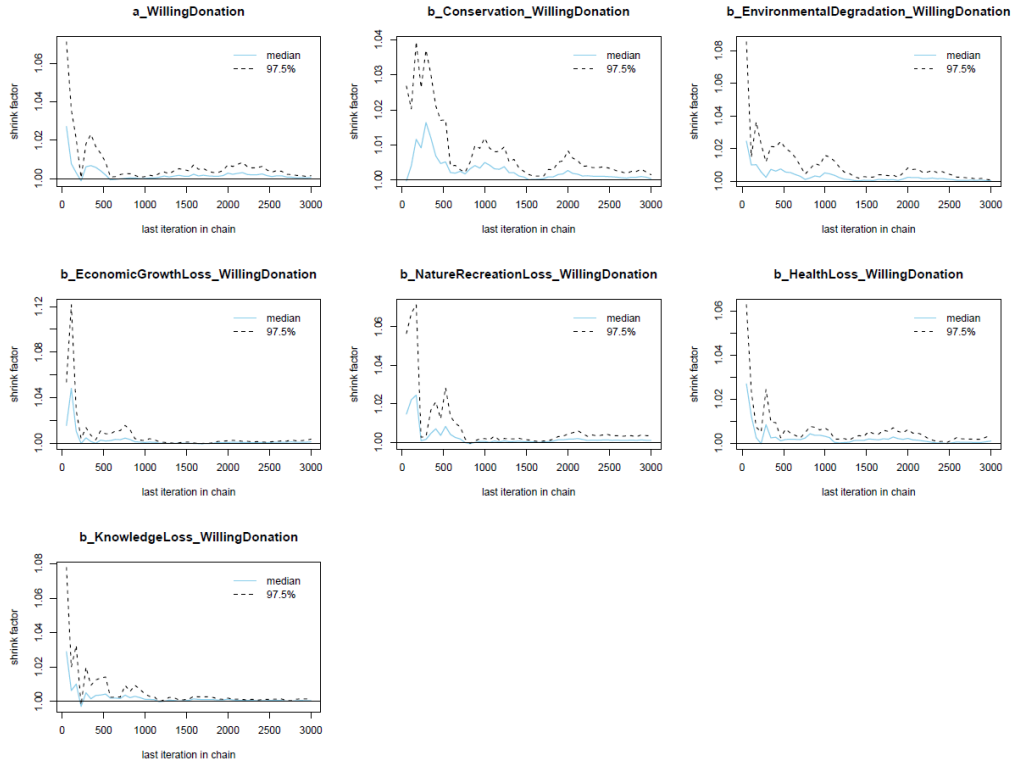 a_WillingDonation
b_Conservation_WillingDonation
b_EnvironmentalDegradation_WillingDonation
median
97.5%
shrink factor
1.00 1.02 1.04 1.06
0 500 1000 1500 2000 2500 3000
last iteration in chain
median
97.5%
shrink factor
1.00 1.01 1.02 1.03 1.04
0 500 1000 1500 2000 2500 3000
last iteration in chain
median
97.5%
shrink factor
1.00 1.02 1.04 1.06 1.08
0 500 1000 1500 2000 2500 3000
last iteration in chain
b_EconomicGrowthLoss_WillingDonation
b_NatureRecreationLoss_WillingDonation
b_HealthLoss_WillingDonation
median
97.5%
shrink factor
1.00 1.04 1.08 1.12
0 500 1000 1500 2000 2500 3000
last iteration in chain
median
97.5%
shrink factor
1.00 1.02 1.04 1.06
0 500 1000 1500 2000 2500 3000
last iteration in chain
median
97.5%
shrink factor
1.00 1.02 1.04 1.06
0 500 1000 1500 2000 2500 3000
last iteration in chain
b_KnowledgeLoss_WillingDonation
median
97.5%
shrink factor
1.00 1.02 1.04 1.06 1.08
0 500 1000 1500 2000 2500 3000
last iteration in chain